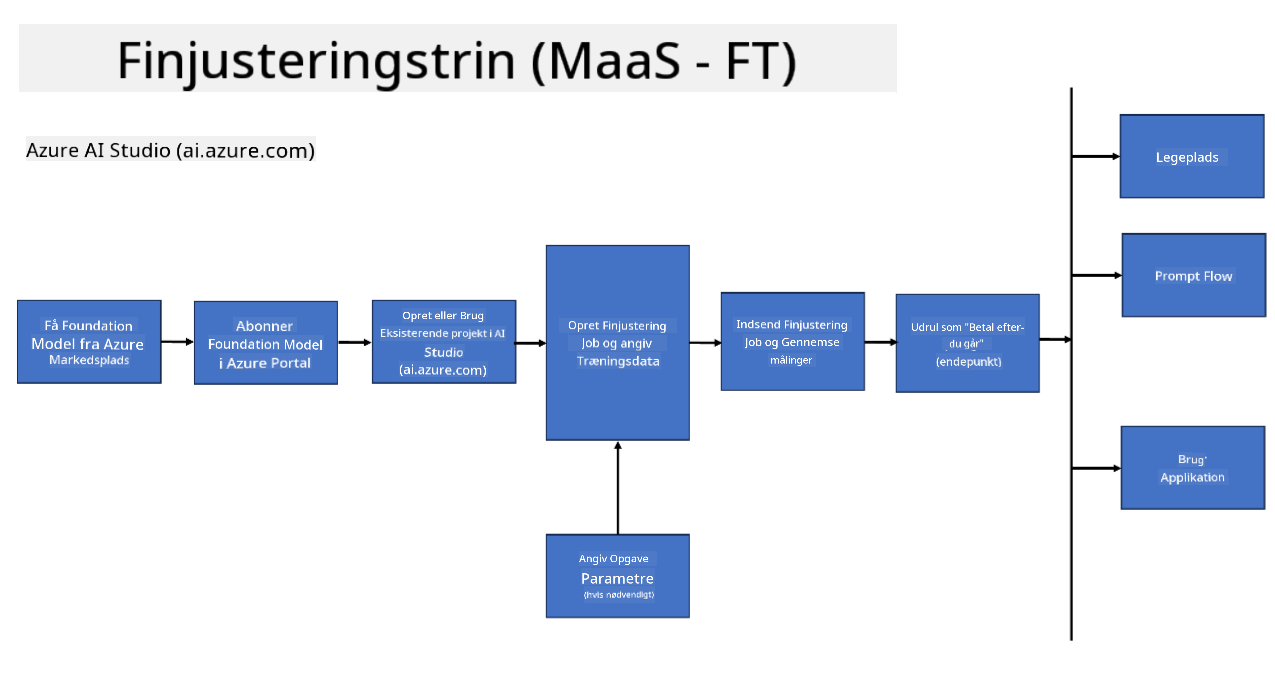 Finjusteringstrin (MaaS - FT)
Azure AI Studio (ai.azure.com)
Få Foundation
Model fra Azure
Markedsplads
Abonner
Foundation Model
i Azure Portal
Opret eller Brug
Eksisterende projekt i AI
Studio
(ai.azure.com)
Opret Finjustering
Job og angiv
Træningsdata
Angiv Opgave
Parametre
(hvis nødvendigt)
Indsend Finjustering
Job og Gennemse
målinger
Udrul som "Betal efter-
du går"
(endepunkt)
Legeplads
Prompt Flow
Brug
Applikation